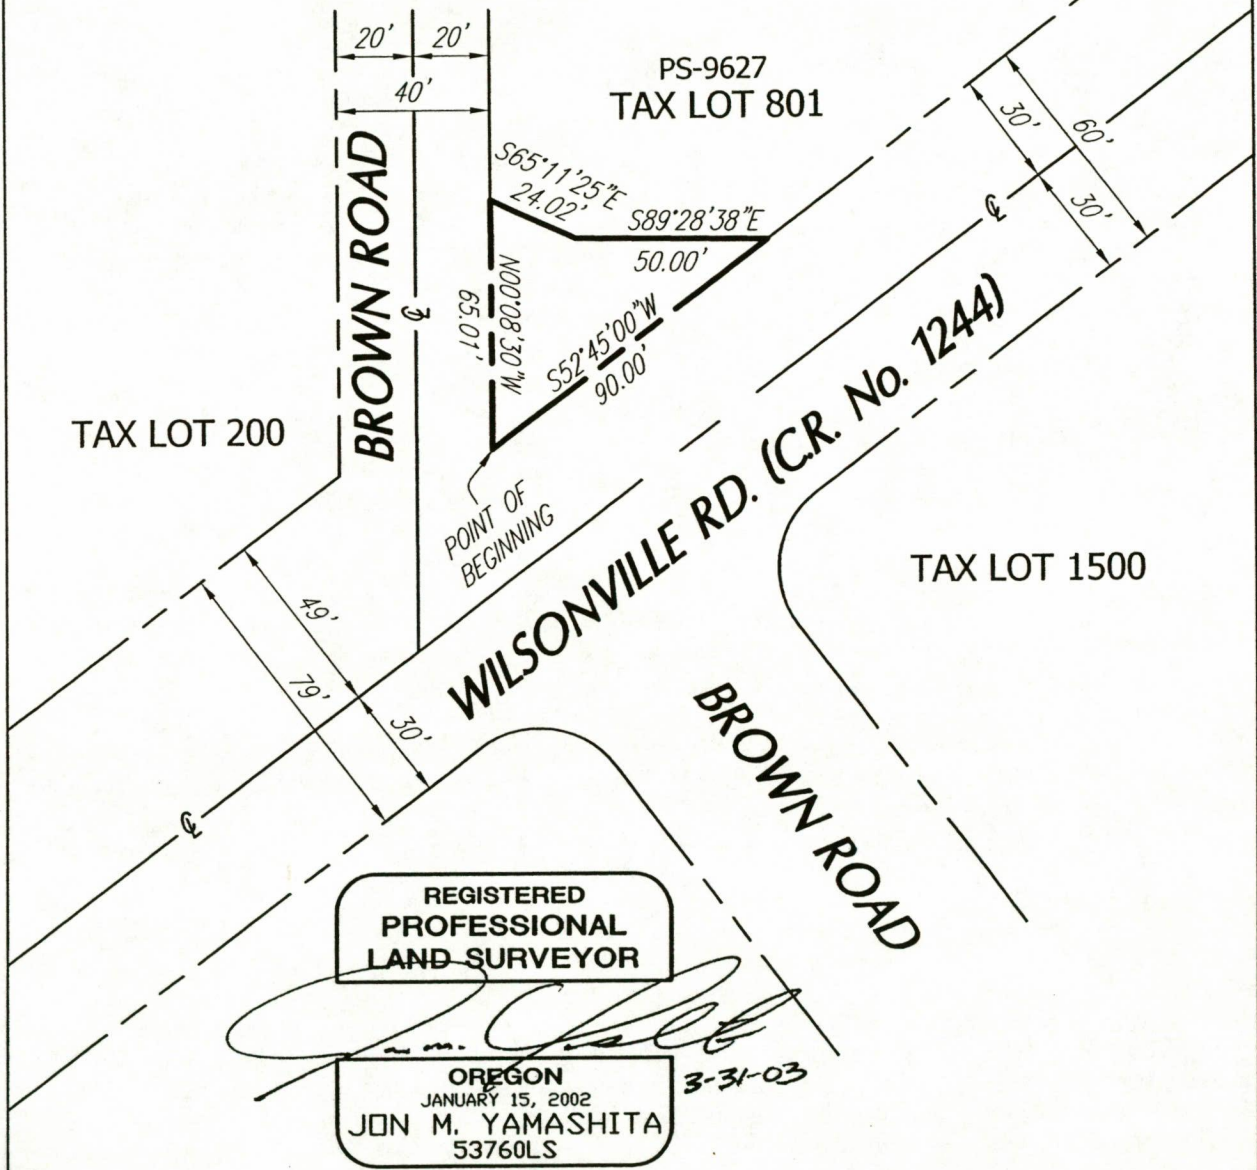 20' 20'
40'
PS-9627
TAX LOT 801
30'
60'
30'
BROWN ROAD
S65°11'25"E
24.02'
S89°28'38"E
50.00'
N00°08'30"W
65.01'
S52°45'00"W
90.00'
℄
℄
TAX LOT 200
POINT OF
BEGINNING
WILSONVILLE RD. (C.R. No. 1244)
TAX LOT 1500
49'
79'
30'
BROWN ROAD
℄
REGISTERED
PROFESSIONAL
LAND SURVEYOR
OREGON
JANUARY 15, 2002
JON M. YAMASHITA
53760LS
3-31-03